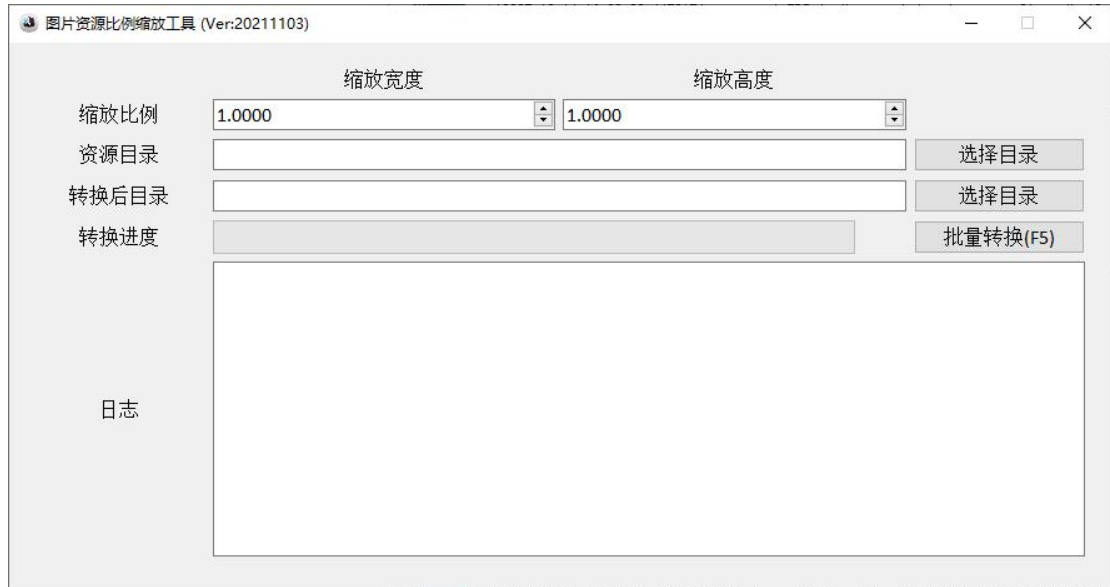 图片资源比例缩放工具 (Ver:20211103)
缩放宽度 缩放高度
缩放比例 1.0000 1.0000
资源目录 选择目录
转换后目录 选择目录
转换进度 批量转换(F5)
日志